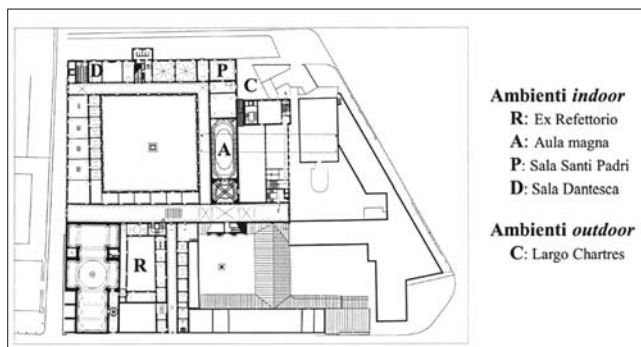 D
P
C
A
R
Ambienti indoor
R: Ex Refettorio
A: Aula magna
P: Sala Santi Padri
D: Sala Dantesca
Ambienti outdoor
C: Largo Chartres